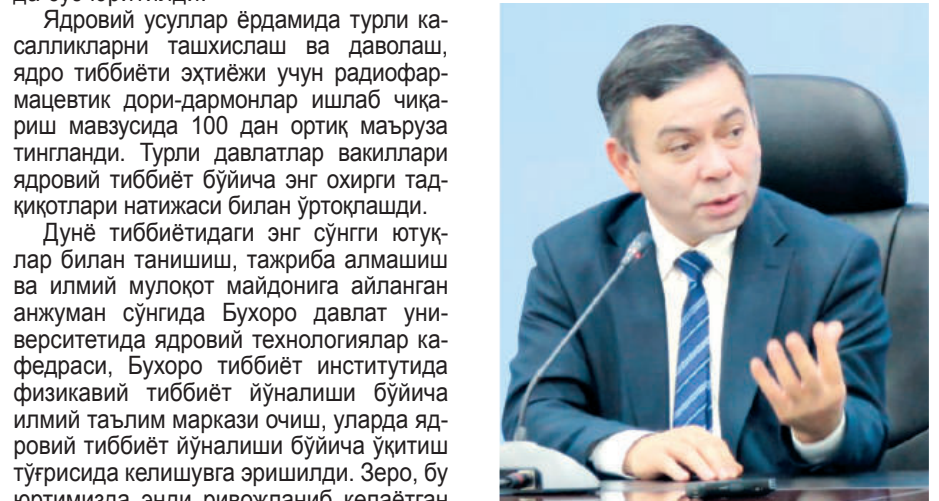 Ядровий усуллар ёрдамида турли ка-
салликларни ташхислаш ва даволаш,
ядро тиббиёти эҳтиёжи учун радиофар-
мацевтик дори-дармонлар ишлаб чиқа-
риш мавзусида 100 дан ортиқ маъруза
тингланди. Турли давлатлар вакиллари
ядровий тиббиёт бўйича энг охирги тад-
қиқотлари натижаси билан ўртоқлашди.
Дунё тиббиётидаги энг сўнгги ютуқ-
лар билан танишиш, тажриба алмашиш
ва илмий мулоқот майдонига айланган
анжуман сўнгида Бухоро давлат уни-
верситетида ядровий технологиялар ка-
федраси, Бухоро тиббиёт институтида
физикавий тиббиёт йўналиши бўйича
илмий таълим маркази очиш, уларда яд-
ровий тиббиёт йўналиши бўйича ўқитиш
тўғрисида келишувга эришилди. Зеро, бу
юртимизда энди ривожланиб келаётган